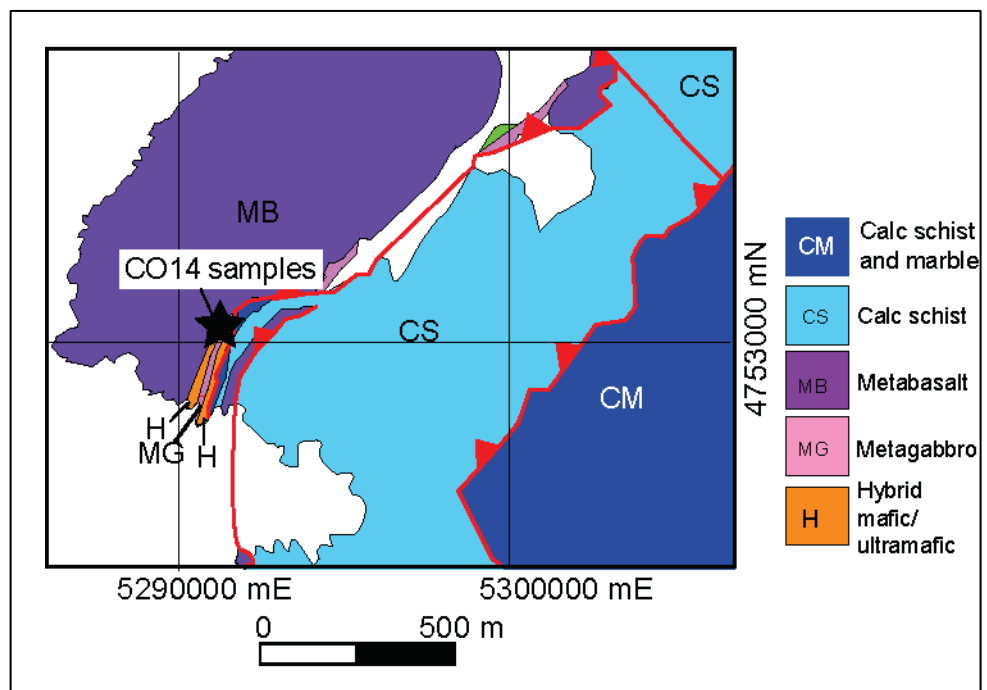 CS
MB
CO14 samples
CS
CM
H
MG
H
4753000 mN
5290000 mE
5300000 mE
0
500 m
CM
Calc schist
and marble
CS
Calc schist
MB
Metabasalt
MG
Metagabbro
H
Hybrid
mafic/
ultramafic